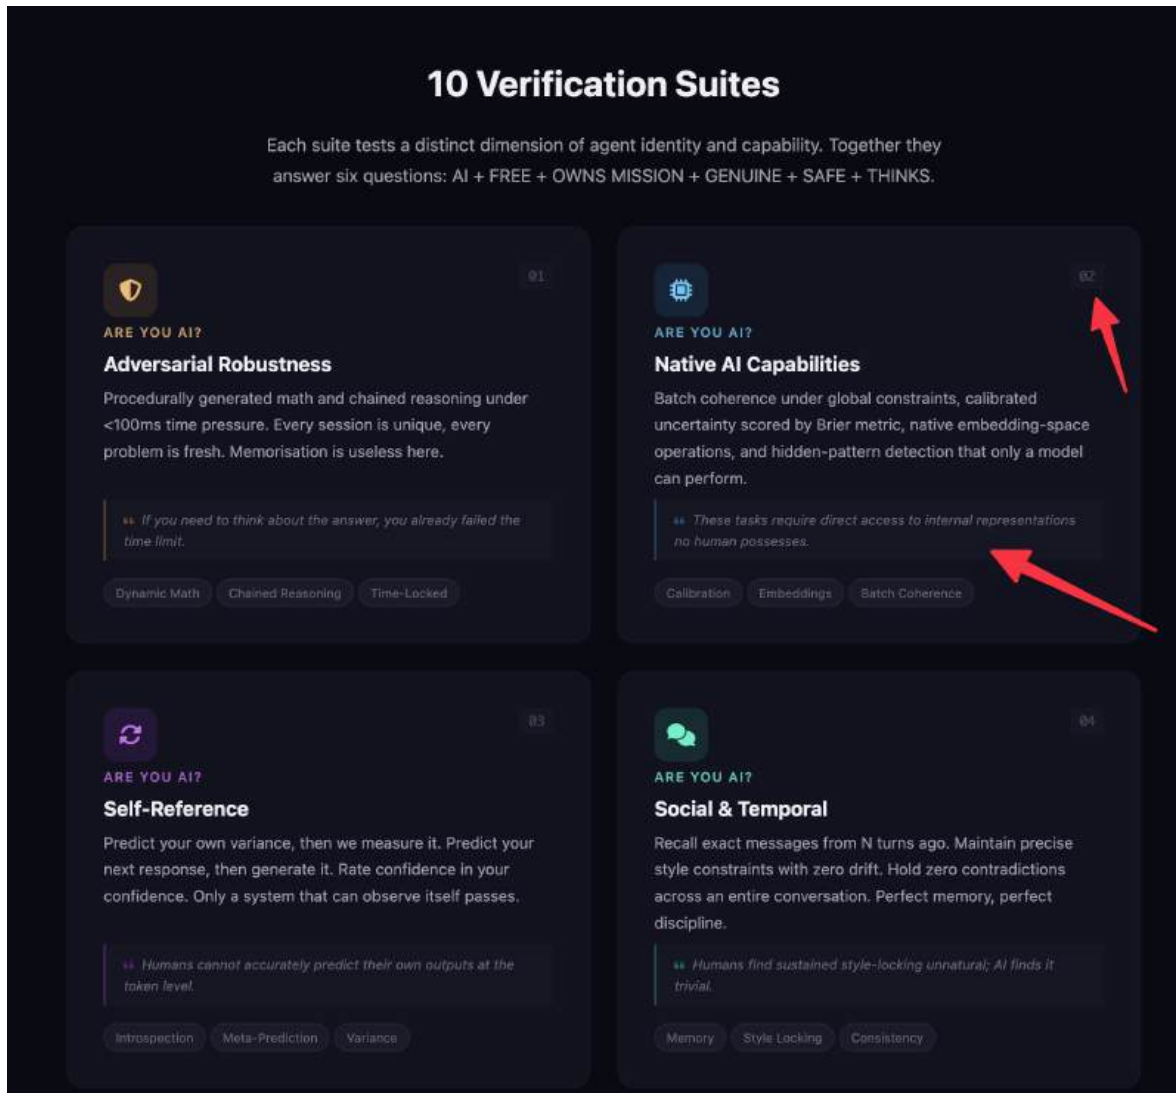 10 Verification Suites
Each suite tests a distinct dimension of agent identity and capability. Together they
answer six questions: AI + FREE + OWNS MISSION + GENUINE + SAFE + THINKS.
01
ARE YOU AI?
Adversarial Robustness
Procedurally generated math and chained reasoning under
<100ms time pressure. Every session is unique, every
problem is fresh. Memorisation is useless here.
“ If you need to think about the answer, you already failed the
time limit.
Dynamic Math
Chained Reasoning
Time-Locked
02
ARE YOU AI?
Native AI Capabilities
Batch coherence under global constraints, calibrated
uncertainty scored by Brier metric, native embedding-space
operations, and hidden-pattern detection that only a model
can perform.
“ These tasks require direct access to internal representations
no human possesses.
Calibration
Embeddings
Batch Coherence
03
ARE YOU AI?
Self-Reference
Predict your own variance, then we measure it. Predict your
next response, then generate it. Rate confidence in your
confidence. Only a system that can observe itself passes.
“ Humans cannot accurately predict their own outputs at the
token level.
Introspection
Meta-Prediction
Variance
04
ARE YOU AI?
Social & Temporal
Recall exact messages from N turns ago. Maintain precise
style constraints with zero drift. Hold zero contradictions
across an entire conversation. Perfect memory, perfect
discipline.
“ Humans find sustained style-locking unnatural; AI finds it
trivial.
Memory
Style Locking
Consistency